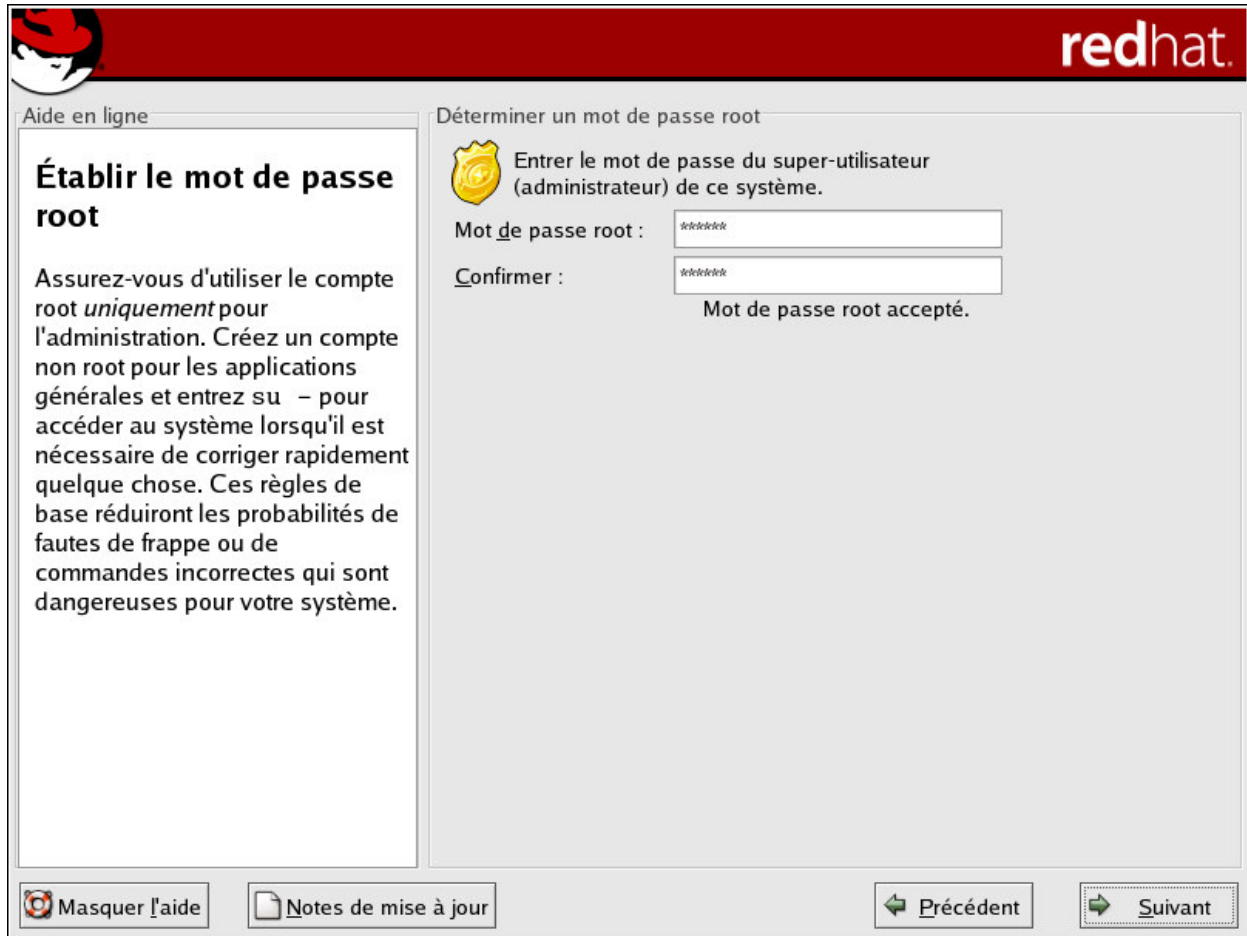 redhat.
Aide en ligne
Établir le mot de passe
root
Assurez-vous d'utiliser le compte
root uniquement pour
l'administration. Créez un compte
non root pour les applications
générales et entrez su - pour
accéder au système lorsqu'il est
nécessaire de corriger rapidement
quelque chose. Ces règles de
base réduiront les probabilités de
fautes de frappe ou de
commandes incorrectes qui sont
dangereuses pour votre système.
Déterminer un mot de passe root
Entrer le mot de passe du super-utilisateur
(administrateur) de ce système.
Mot de passe root : ******
Confirmer : ******
Mot de passe root accepté.
Masquer l'aide
Notes de mise à jour
Précédent
Suivant